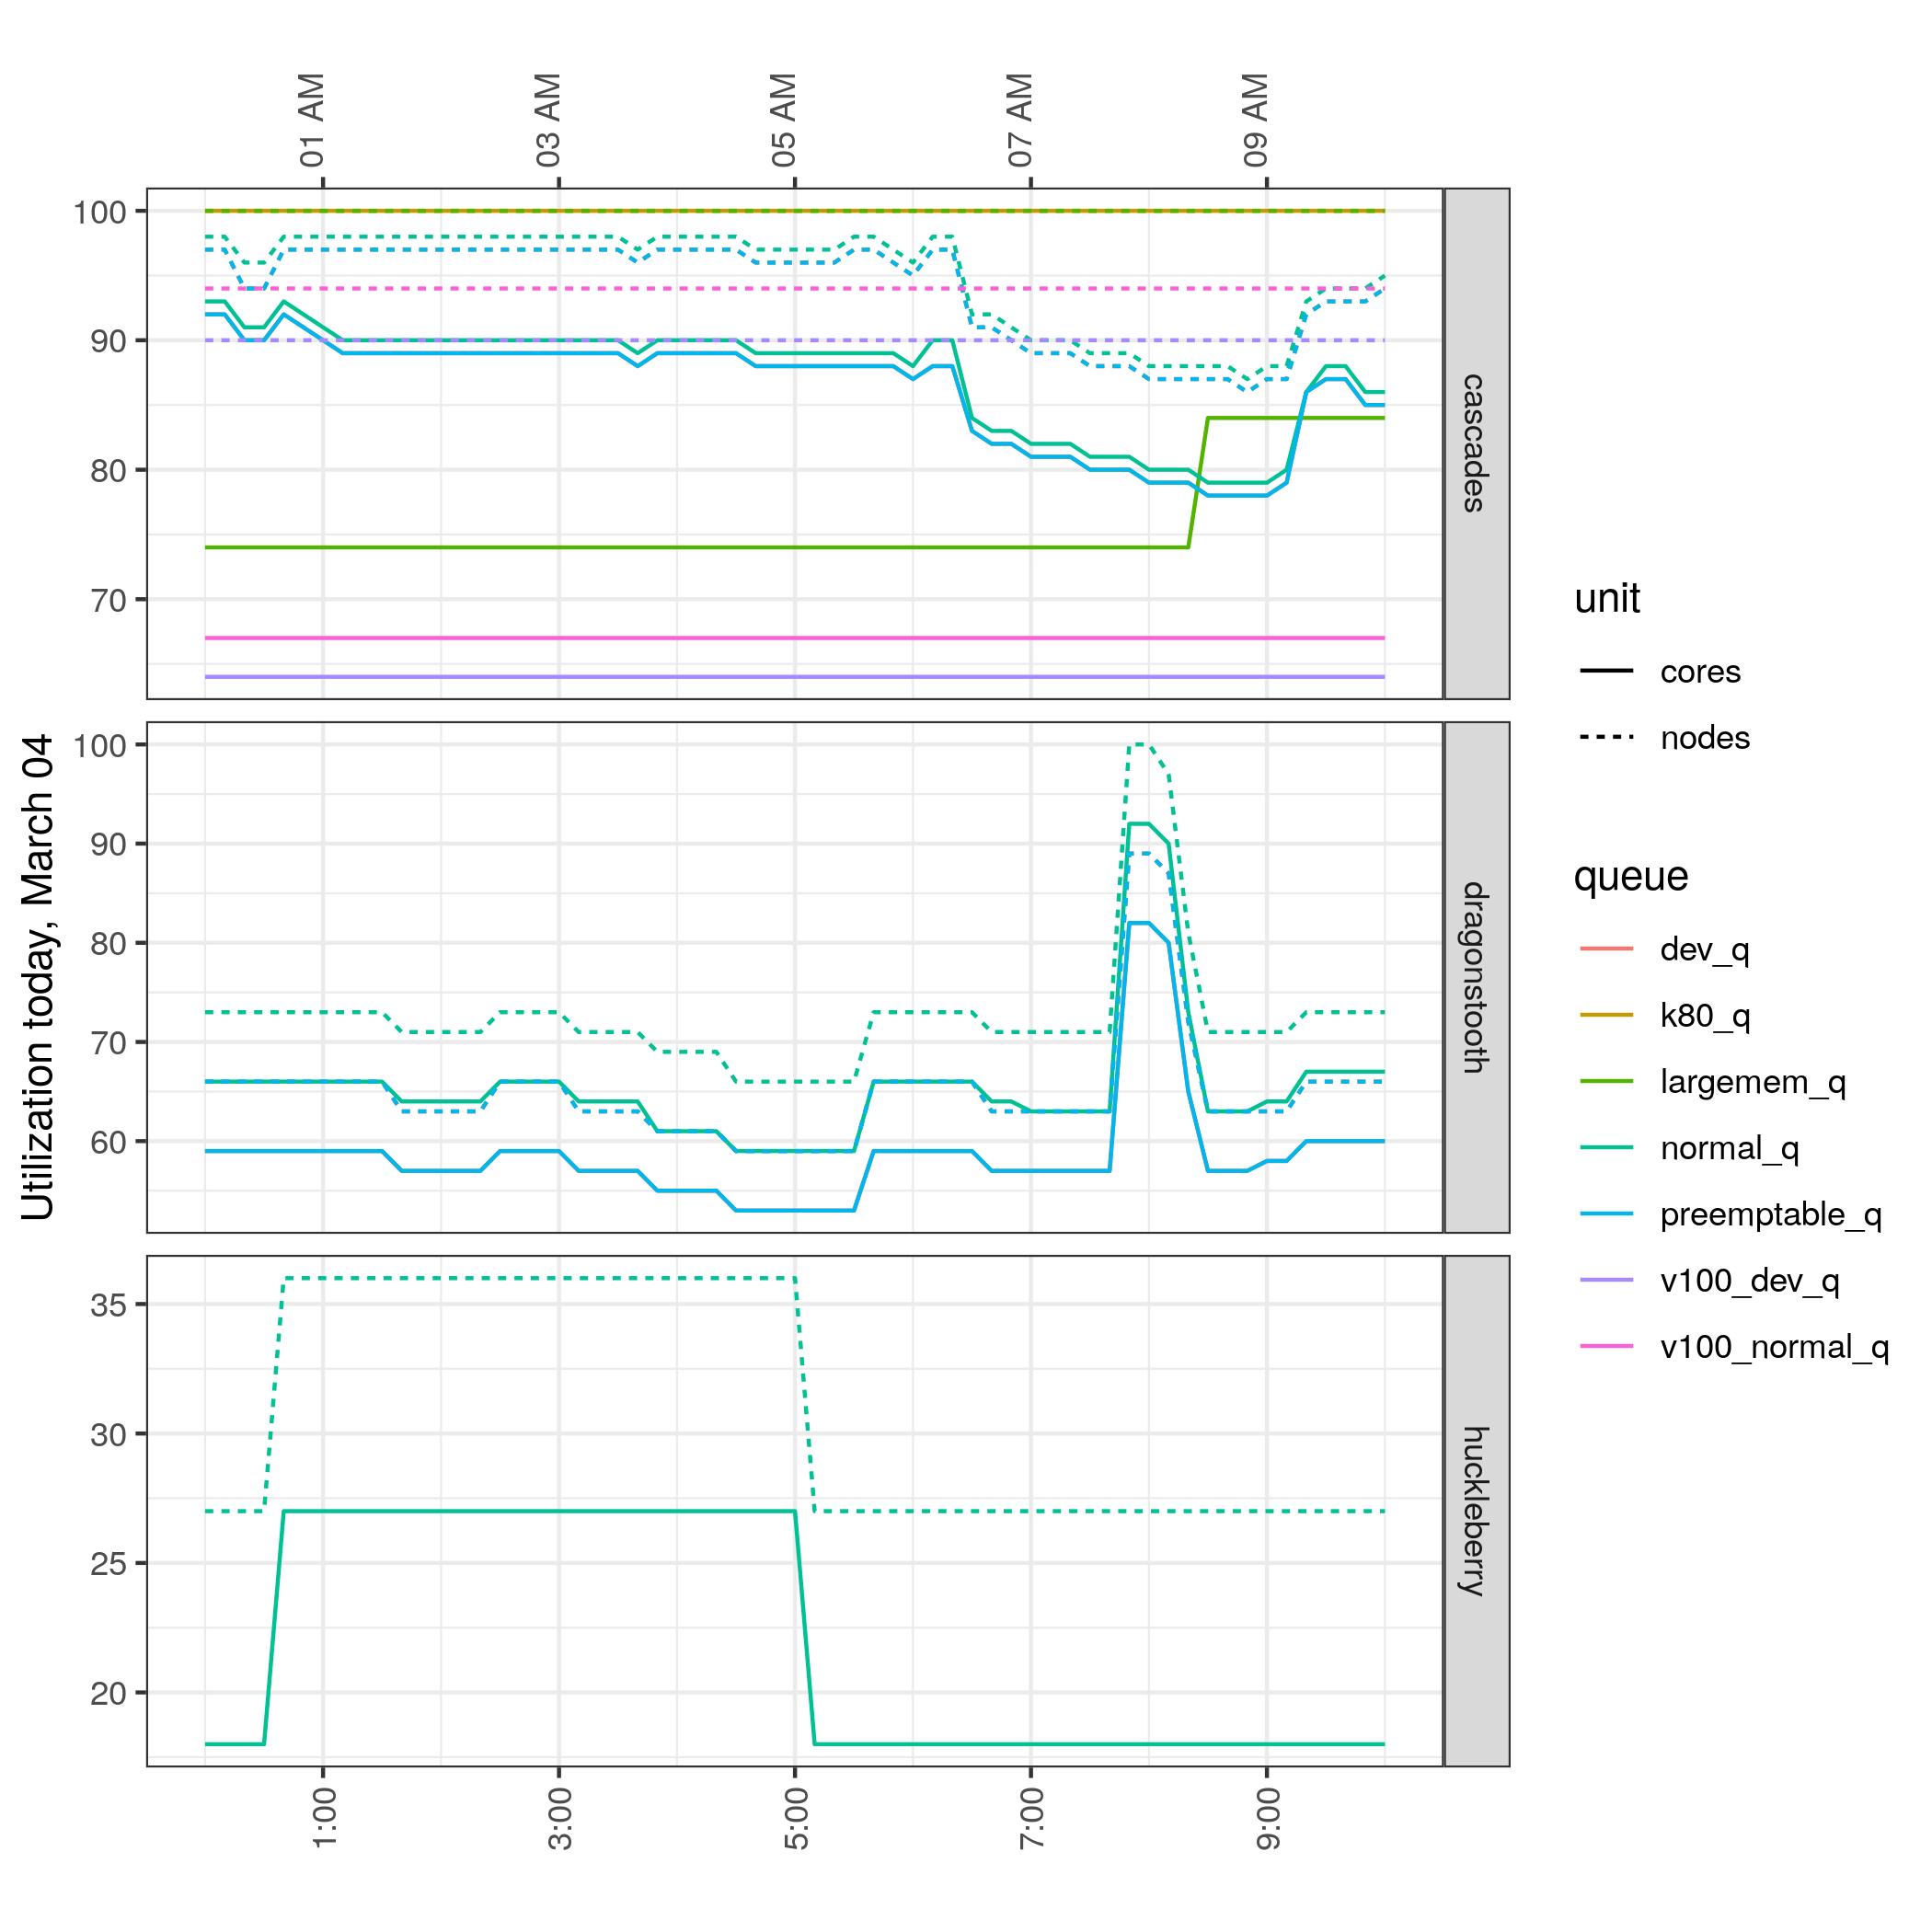 01 AM
03 AM
05 AM
07 AM
09 AM
Utilization today, March 04
100
90
80
70
cascades
100
90
80
70
60
dragonstooth
35
30
25
20
huckleberry
1:00
3:00
5:00
7:00
9:00
unit
cores
nodes
queue
dev_q
k80_q
largemem_q
normal_q
preemptable_q
v100_dev_q
v100_normal_q